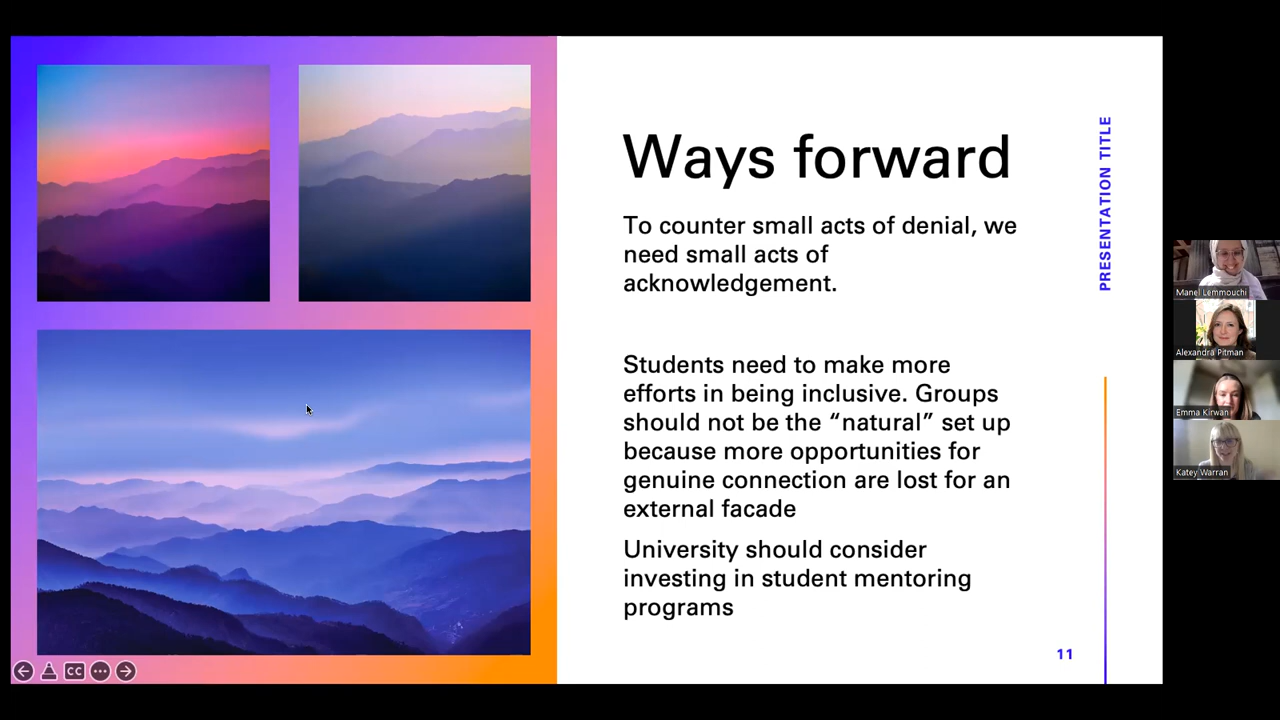 Ways forward
To counter small acts of denial, we
need small acts of
acknowledgement.
Students need to make more
efforts in being inclusive. Groups
should not be the “natural” set up
because more opportunities for
genuine connection are lost for an
external facade
University should consider
investing in student mentoring
programs
11
PRESENTATION TITLE
CC
Manel Lemmouchi
Alexandra Pitman
Emma Kirwan
Katey Warran